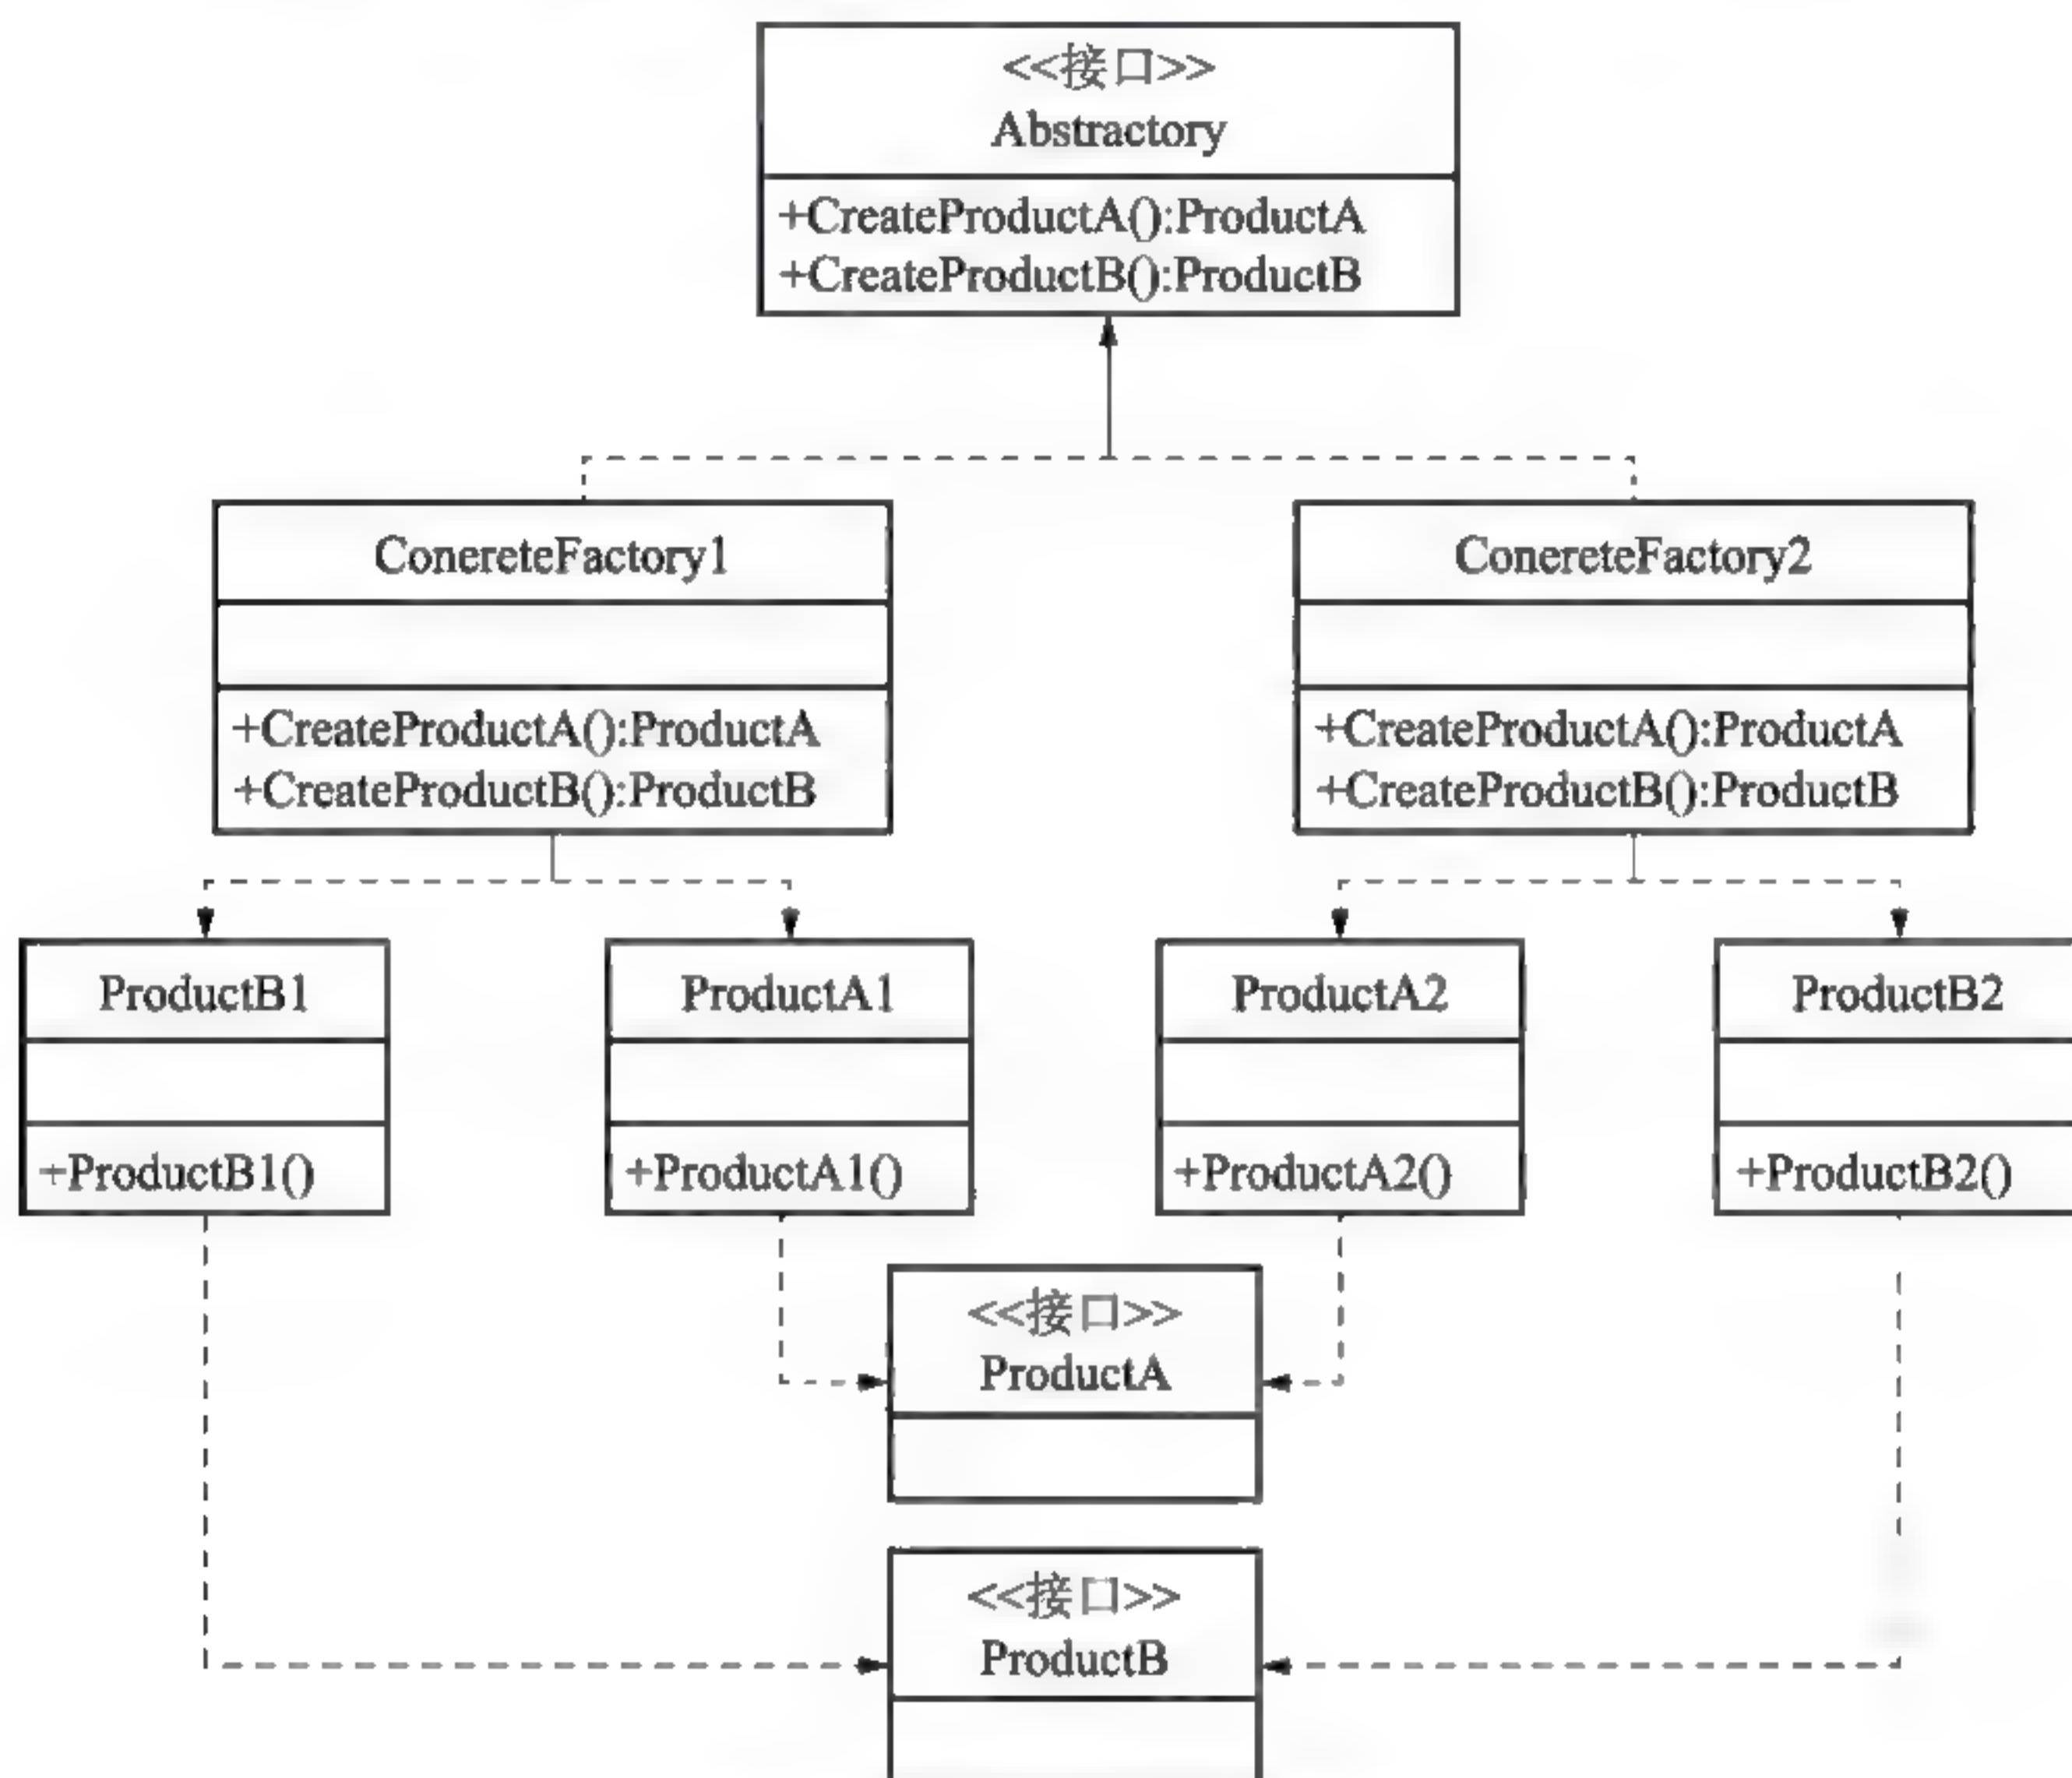 <<接口>>
Abstractory
+CreateProductA():ProductA
+CreateProductB():ProductB
ConereteFactory1
+CreateProductA():ProductA
+CreateProductB():ProductB
ConereteFactory2
+CreateProductA():ProductA
+CreateProductB():ProductB
ProductB1
+ProductB1()
ProductA1
+ProductA1()
ProductA2
+ProductA2()
ProductB2
+ProductB2()
<<接口>>
ProductA
<<接口>>
ProductB